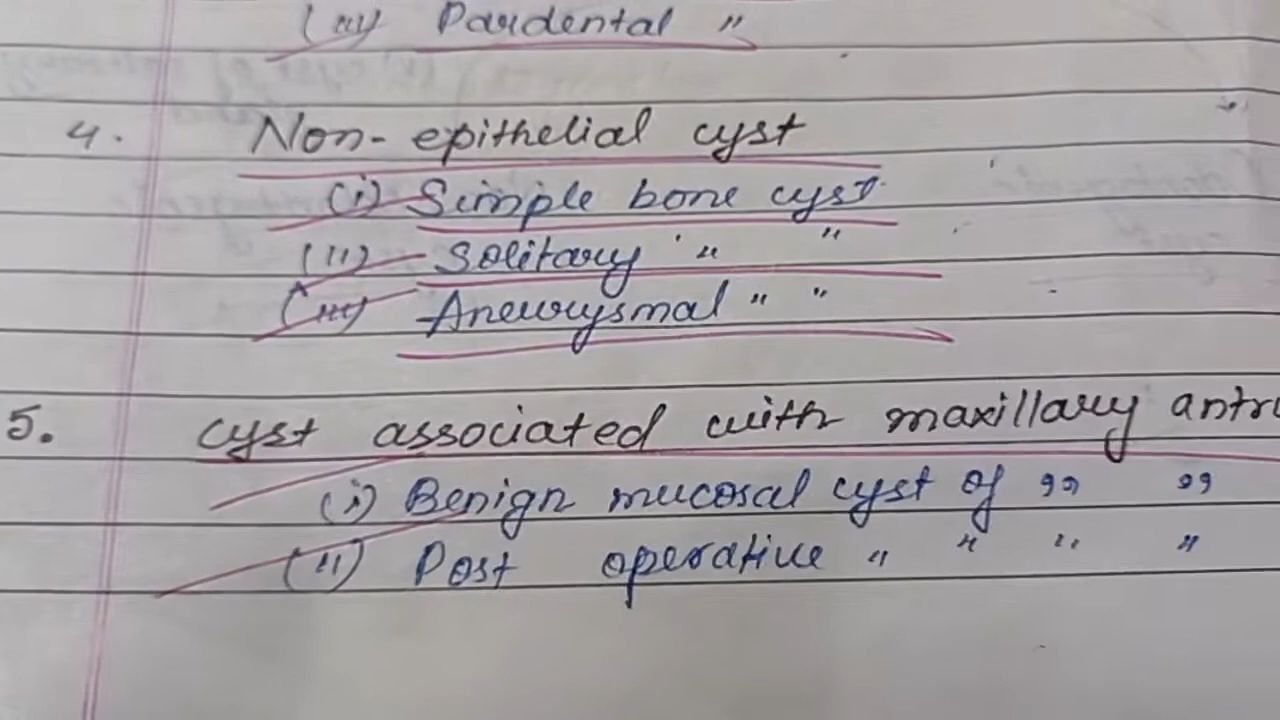 (iii) Paridental "
4. Non-epithelial cyst
(i) Simple bone cyst
(ii) Solitary " "
(iii) Aneurysmal " "
5. cyst associated with maxillary antr
(i) Benign mucosal cyst of " "
(ii) Post operative " " " "